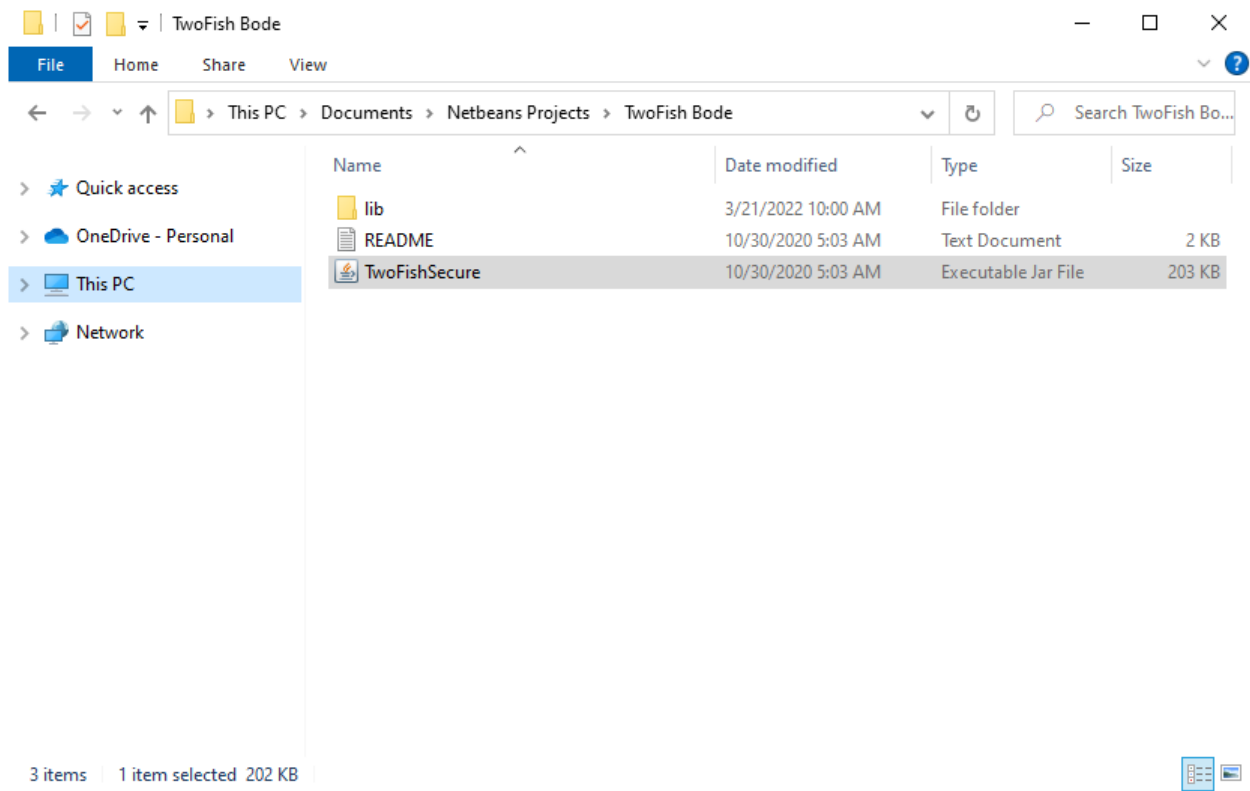 TwoFish Bode
File Home Share View
This PC > Documents > Netbeans Projects > TwoFish Bode Search TwoFish Bo...
Name Date modified Type Size
Quick access
OneDrive - Personal
This PC
Network
lib 3/21/2022 10:00 AM File folder
README 10/30/2020 5:03 AM Text Document 2 KB
TwoFishSecure 10/30/2020 5:03 AM Executable Jar File 203 KB
3 items 1 item selected 202 KB